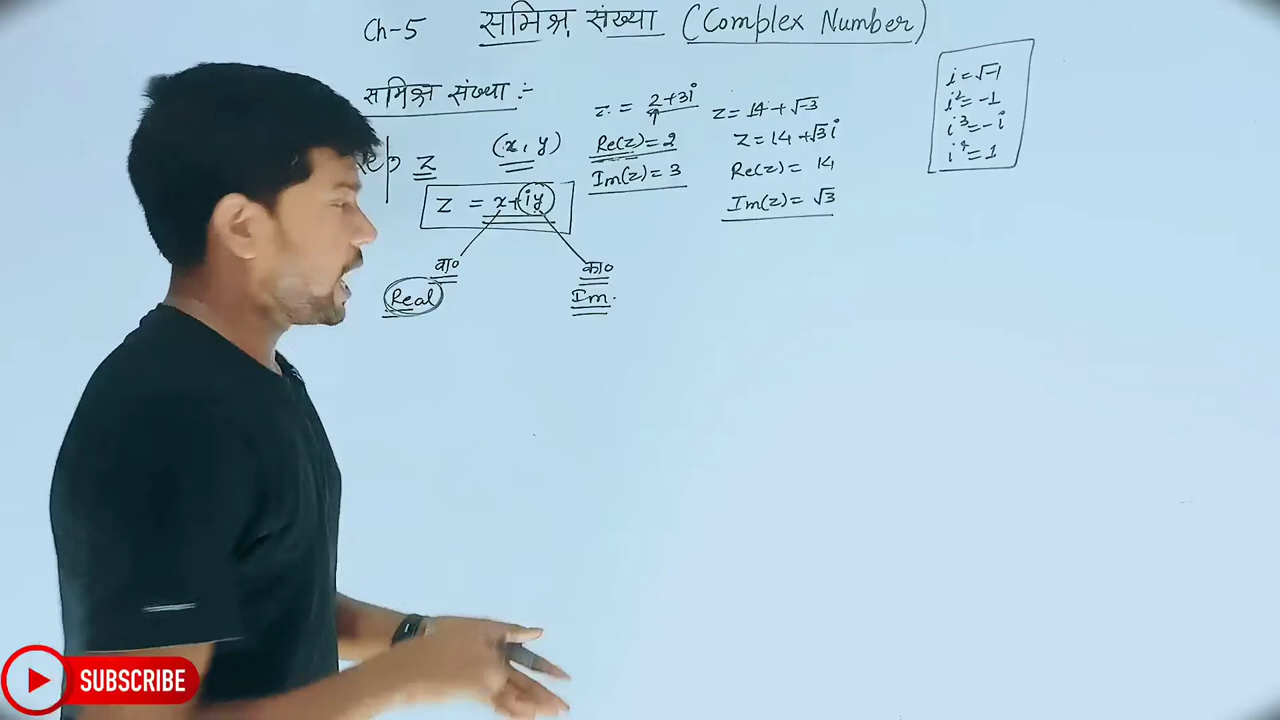 Ch-5 समिश्र संख्या (Complex Number)
समिश्र संख्या :-
z (x, y)
z = x+iy
वा०
Real
का०
Im.
z = 2+3i
Re(z)=2
Im(z)=3
z=14+√-3
z=14+√3i
Re(z)=14
Im(z)=√3
i=√-1
i²=-1
i³=-i
i⁴=1
SUBSCRIBE